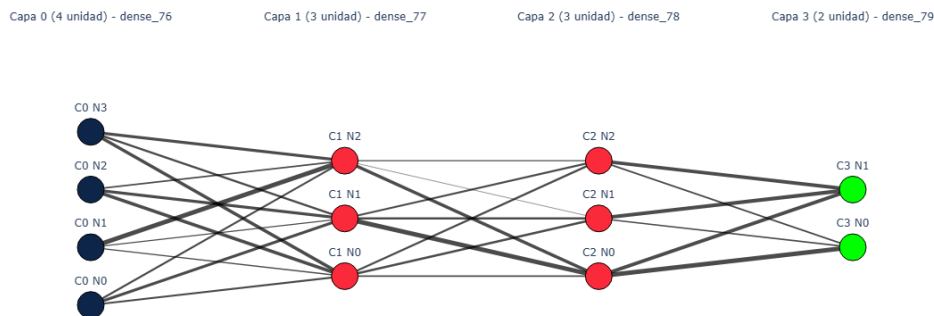 Capa 0 (4 unidad) - dense_76
Capa 1 (3 unidad) - dense_77
Capa 2 (3 unidad) - dense_78
Capa 3 (2 unidad) - dense_79
C0 N3
C0 N2
C0 N1
C0 N0
C1 N2
C1 N1
C1 N0
C2 N2
C2 N1
C2 N0
C3 N1
C3 N0